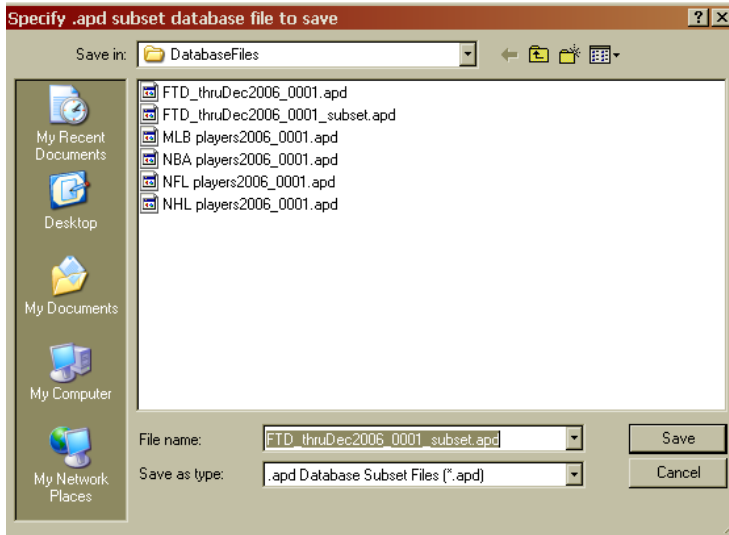 Specify .apd subset database file to save
Save in: DatabaseFiles
My Recent
Documents
Desktop
My Documents
My Computer
My Network
Places
FTD_thruDec2006_0001.apd
FTD_thruDec2006_0001_subset.apd
MLB players2006_0001.apd
NBA players2006_0001.apd
NFL players2006_0001.apd
NHL players2006_0001.apd
File name: FTD_thruDec2006_0001_subset.apd Save
Save as type: .apd Database Subset Files (*.apd) Cancel